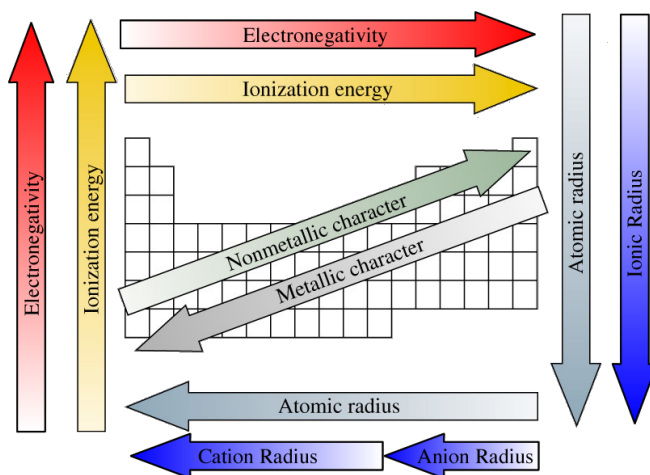 Electronegativity
Ionization energy
Electronegativity
Ionization energy
Nonmetallic character
Metallic character
Atomic radius
Ionic Radius
Atomic radius
Cation Radius
Anion Radius